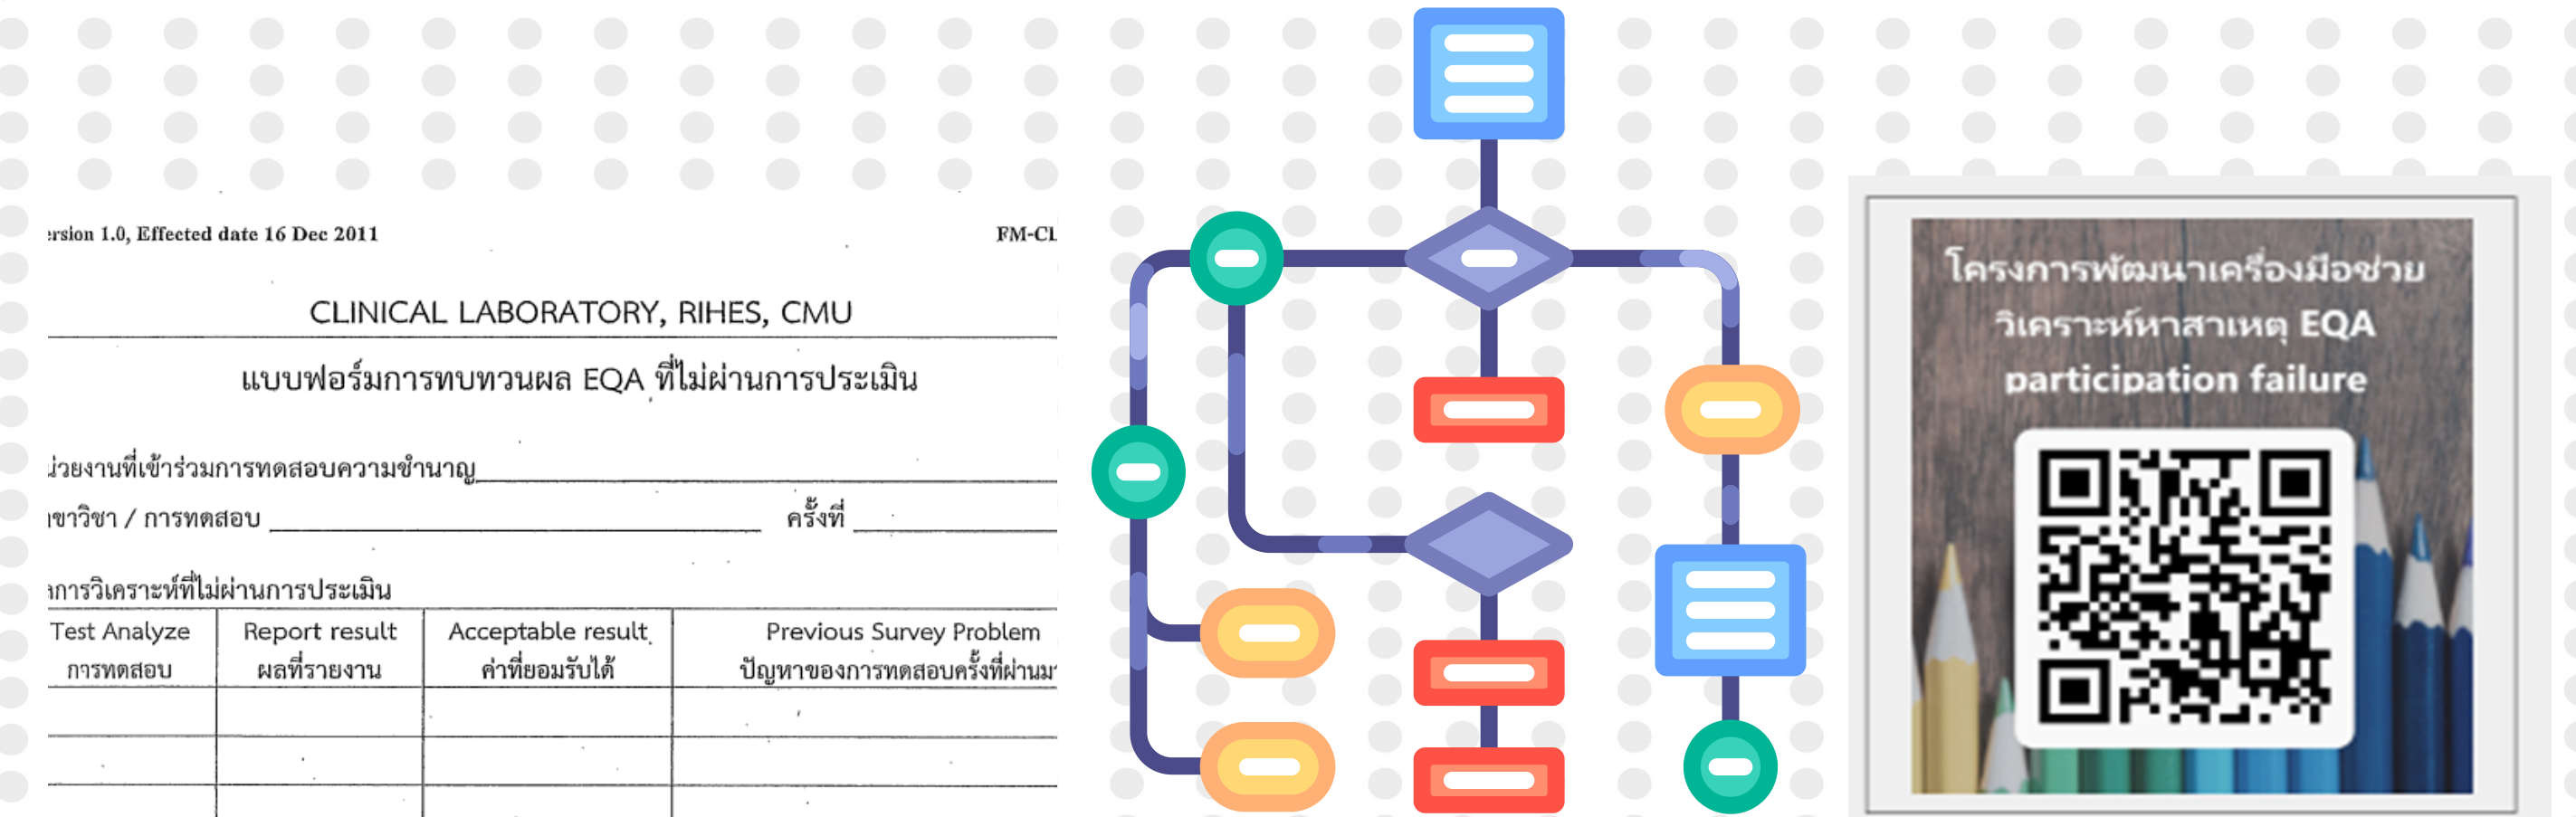 ersion 1.0, Effected date 16 Dec 2011
FM-CL
CLINICAL LABORATORY, RIHES, CMU
แบบฟอร์มการทบทวนผล EQA ที่ไม่ผ่านการประเมิน
น่วยงานที่เข้าร่วมการทดสอบความชำนาญ
าขาวิชา / การทดสอบ ครั้งที่
ลการวิเคราะห์ที่ไม่ผ่านการประเมิน
Test Analyze Report result Acceptable result Previous Survey Problem
การทดสอบ ผลที่รายงาน ค่าที่ยอมรับได้ ปัญหาของการทดสอบครั้งที่ผ่านมา
โครงการพัฒนาเครื่องมือช่วย
วิเคราะห์หาสาเหตุ EQA
participation failure